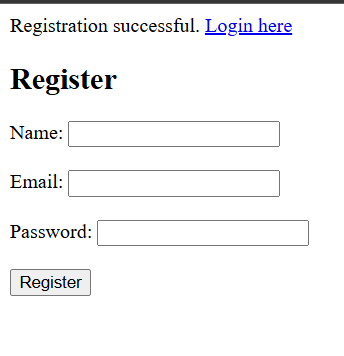 Registration successful. Login here
Register
Name:
Email:
Password:
Register